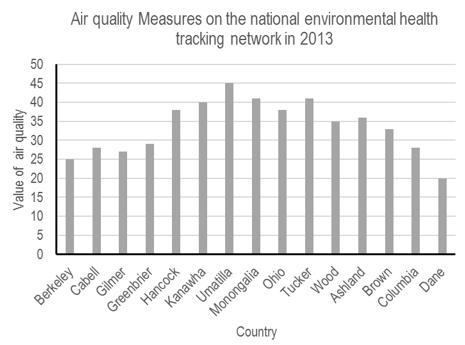 Air quality Measures on the national environmental health
tracking network in 2013
Value of air quality
50
45
40
35
30
25
20
15
10
5
0
Berkeley
Cabell
Gilmer
Greenbrier
Hancock
Kanawha
Umatilla
Monongalia
Ohio
Tucker
Wood
Ashland
Brown
Columbia
Dane
Country